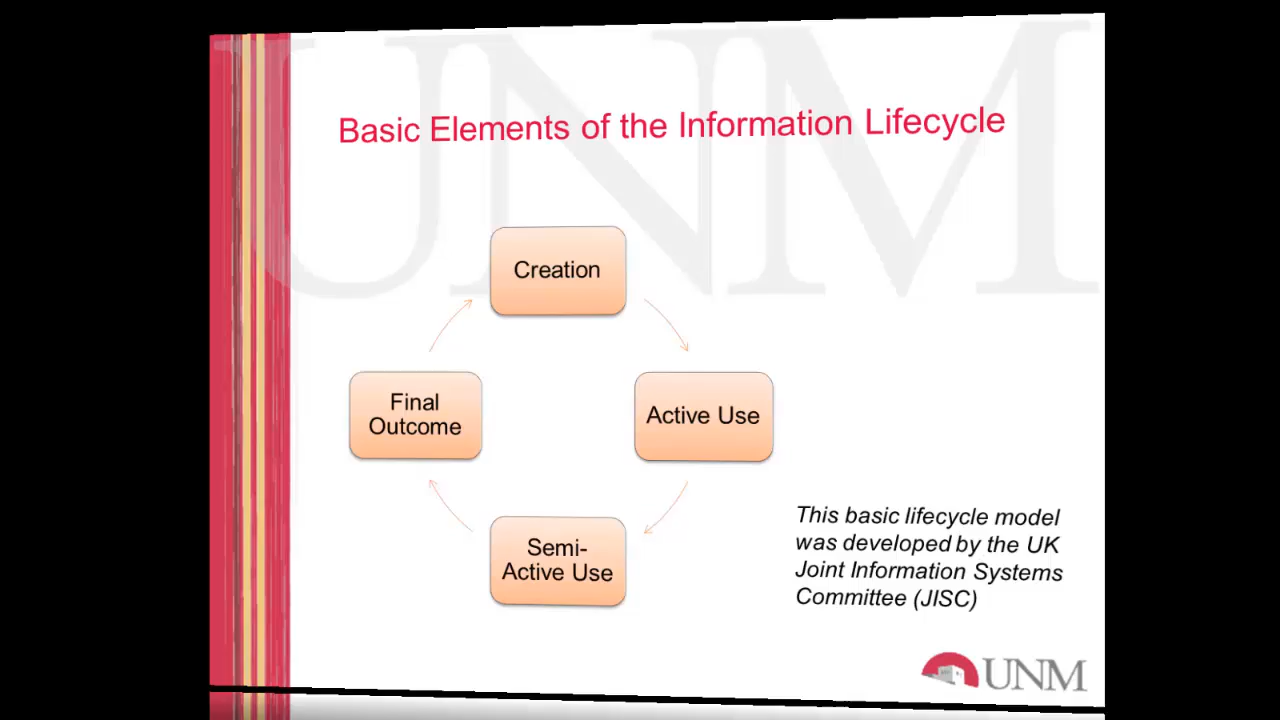 UNM
Basic Elements of the Information Lifecycle
Creation
Final
Outcome
Active Use
Semi-
Active Use
This basic lifecycle model
was developed by the UK
Joint Information Systems
Committee (JISC)
UNM